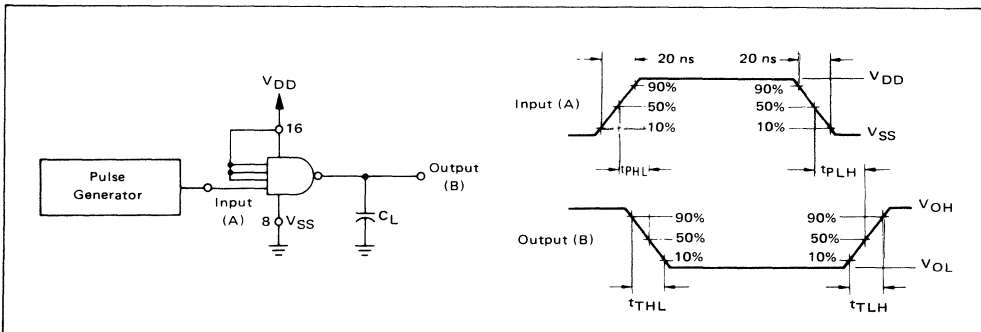 VDD
16
Pulse
Generator
Input
(A)
8
VSS
CL
Output
(B)
20 ns
20 ns
VDD
Input (A)
90%
50%
10%
90%
50%
10%
VSS
tPHL
tPLH
Output (B)
90%
50%
10%
90%
50%
10%
VOH
VOL
tTHL
tTLH